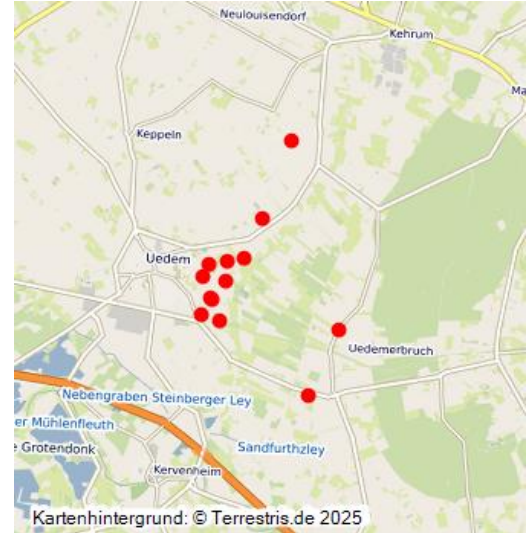 Neulouisendorf
Kehrum
Keppeln
Uedem
Uedemerbruch
Nebengraben Steinberger Ley
er Mühlenfleuth
Sandfurthzley
e Grotendonk
Kervenheim
Kartenhintergrund: © Terrestris.de 2025